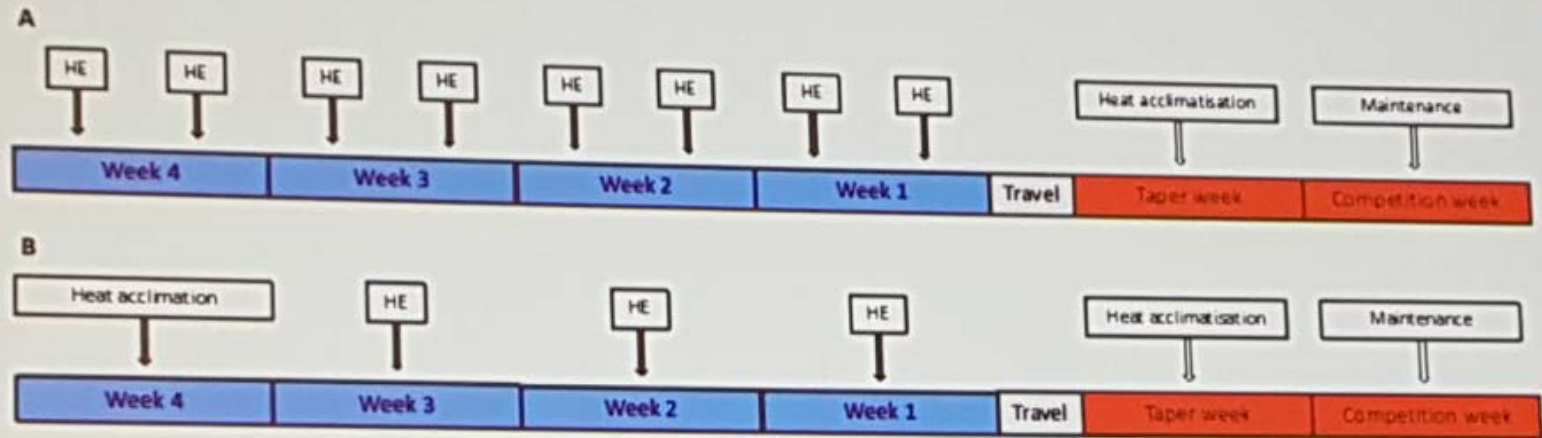 A
HE HE HE HE HE HE HE HE Heat acclimatisation Maintenance
Week 4 Week 3 Week 2 Week 1 Travel Taper week Competition week
B
Heat acclimation HE HE HE Heat acclimatisation Maintenance
Week 4 Week 3 Week 2 Week 1 Travel Taper week Competition week